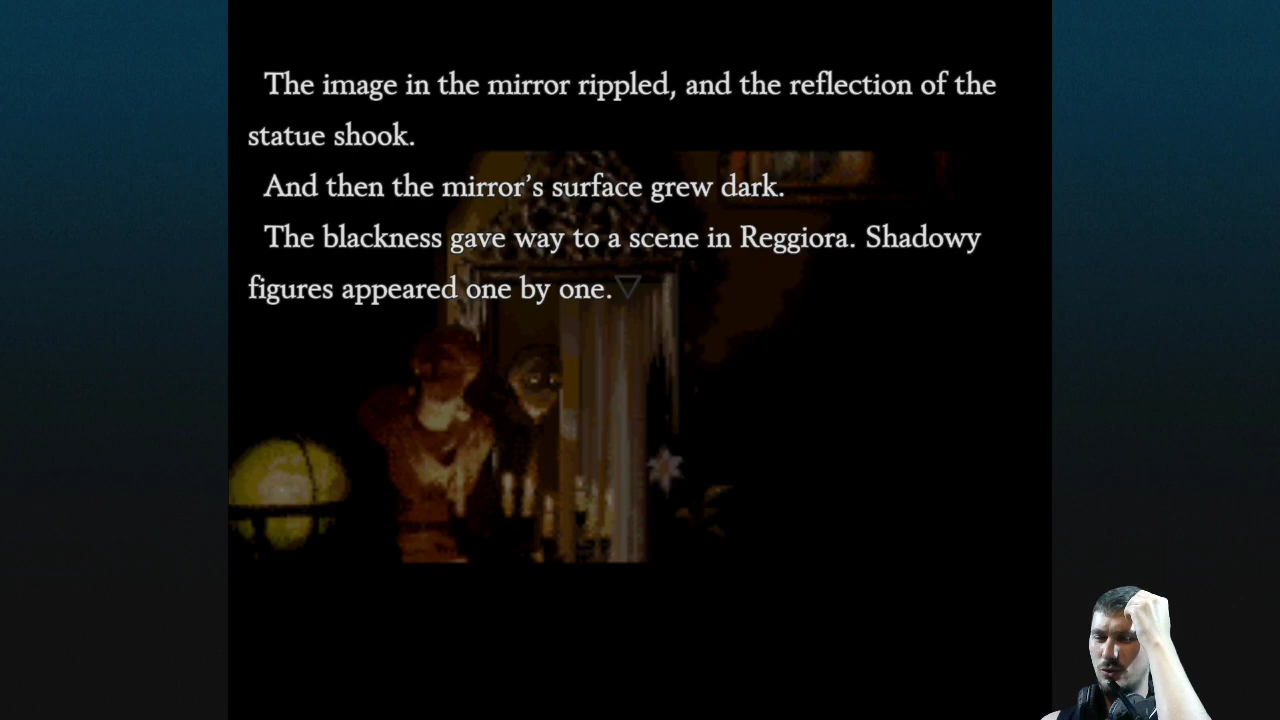 The image in the mirror rippled, and the reflection of the
statue shook.
And then the mirror's surface grew dark.
The blackness gave way to a scene in Reggiora. Shadowy
figures appeared one by one.